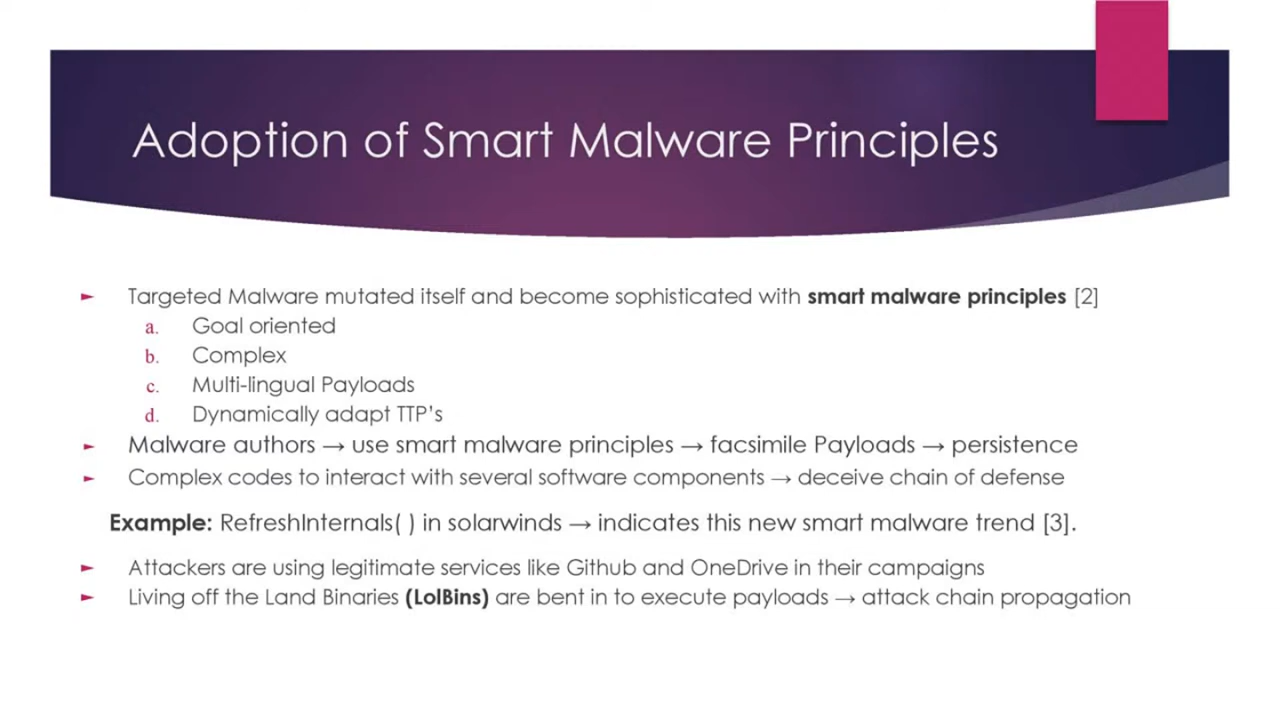 Adoption of Smart Malware Principles
► Targeted Malware mutated itself and become sophisticated with smart malware principles [2]
a. Goal oriented
b. Complex
c. Multi-lingual Payloads
d. Dynamically adapt TTP's
► Malware authors → use smart malware principles → facsimile Payloads → persistence
► Complex codes to interact with several software components → deceive chain of defense
Example: RefreshInternals( ) in solarwinds → indicates this new smart malware trend [3].
► Attackers are using legitimate services like Github and OneDrive in their campaigns
► Living off the Land Binaries (LolBins) are bent in to execute payloads → attack chain propagation